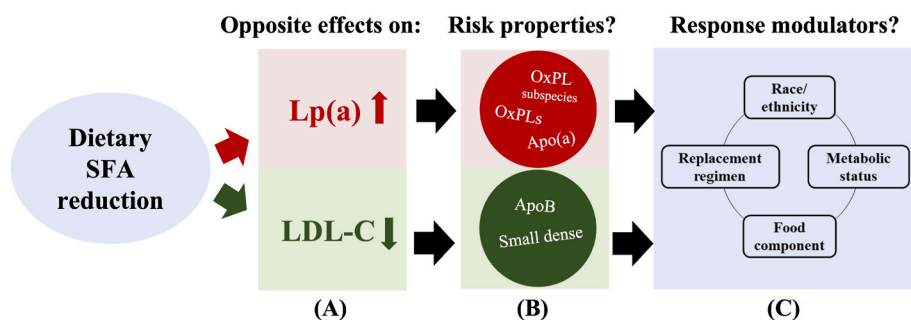 Opposite effects on:
Risk properties?
Response modulators?
Dietary
SFA
reduction
Lp(a)
LDL-C
OxPL
subspecies
OxPLs
Apo(a)
ApoB
Small dense
Race/
ethnicity
Replacement
regimen
Metabolic
status
Food
component
(A)
(B)
(C)